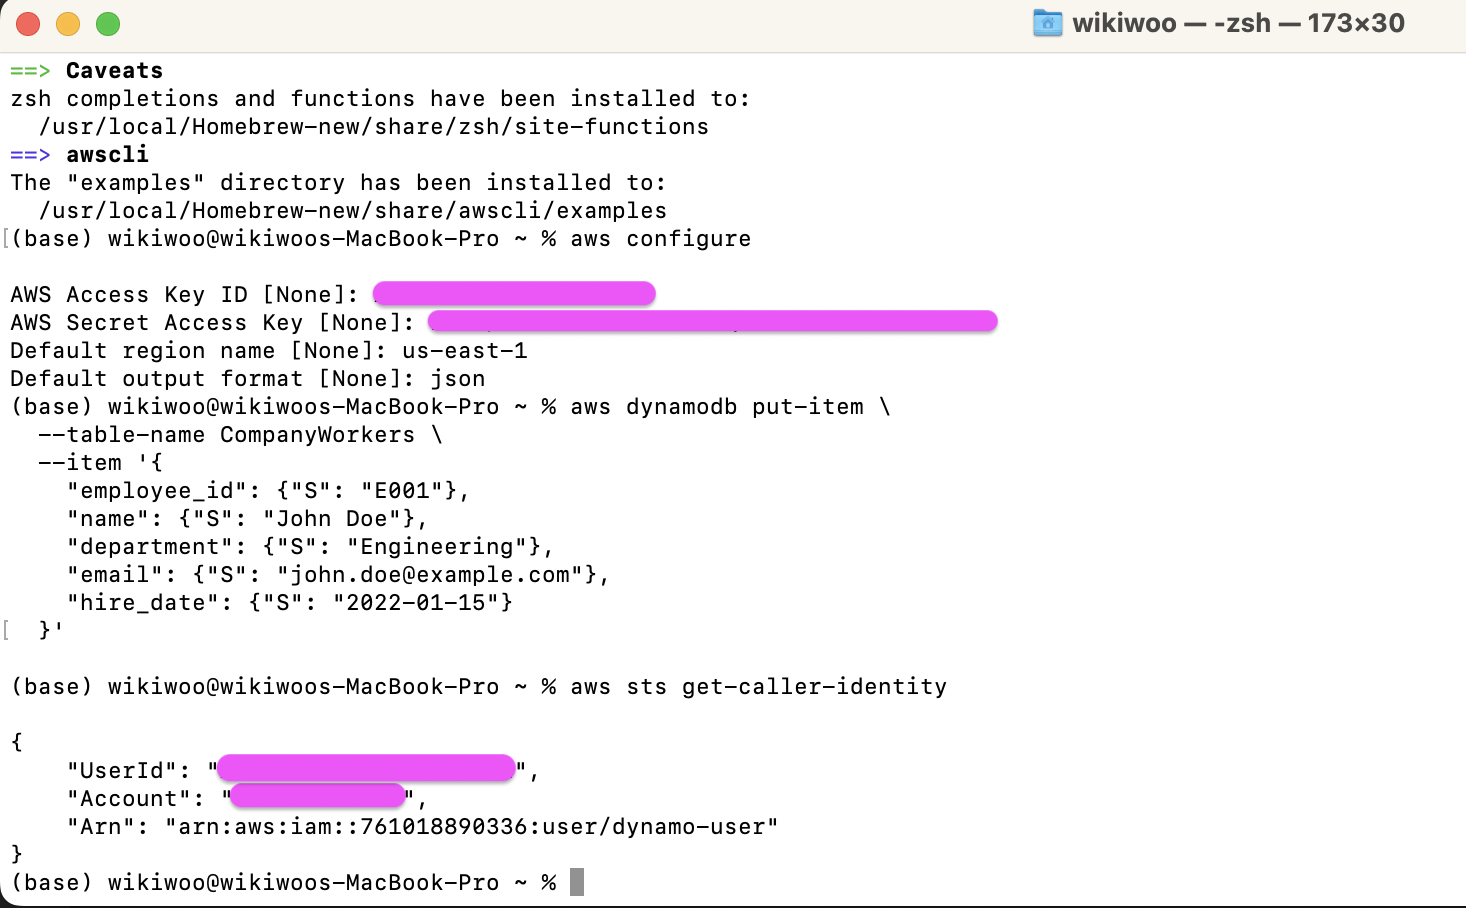 wikiwoo — -zsh — 173×30
==> Caveats
zsh completions and functions have been installed to:
  /usr/local/Homebrew-new/share/zsh/site-functions
==> awscli
The "examples" directory has been installed to:
  /usr/local/Homebrew-new/share/awscli/examples
[(base) wikiwoo@wikiwoos-MacBook-Pro ~ % aws configure
AWS Access Key ID [None]:
AWS Secret Access Key [None]:
Default region name [None]: us-east-1
Default output format [None]: json
(base) wikiwoo@wikiwoos-MacBook-Pro ~ % aws dynamodb put-item \
  --table-name CompanyWorkers \
  --item '{
    "employee_id": {"S": "E001"},
    "name": {"S": "John Doe"},
    "department": {"S": "Engineering"},
    "email": {"S": "john.doe@example.com"},
    "hire_date": {"S": "2022-01-15"}
[  }'
(base) wikiwoo@wikiwoos-MacBook-Pro ~ % aws sts get-caller-identity
{
    "UserId": "",
    "Account": "",
    "Arn": "arn:aws:iam::761018890336:user/dynamo-user"
}
(base) wikiwoo@wikiwoos-MacBook-Pro ~ %